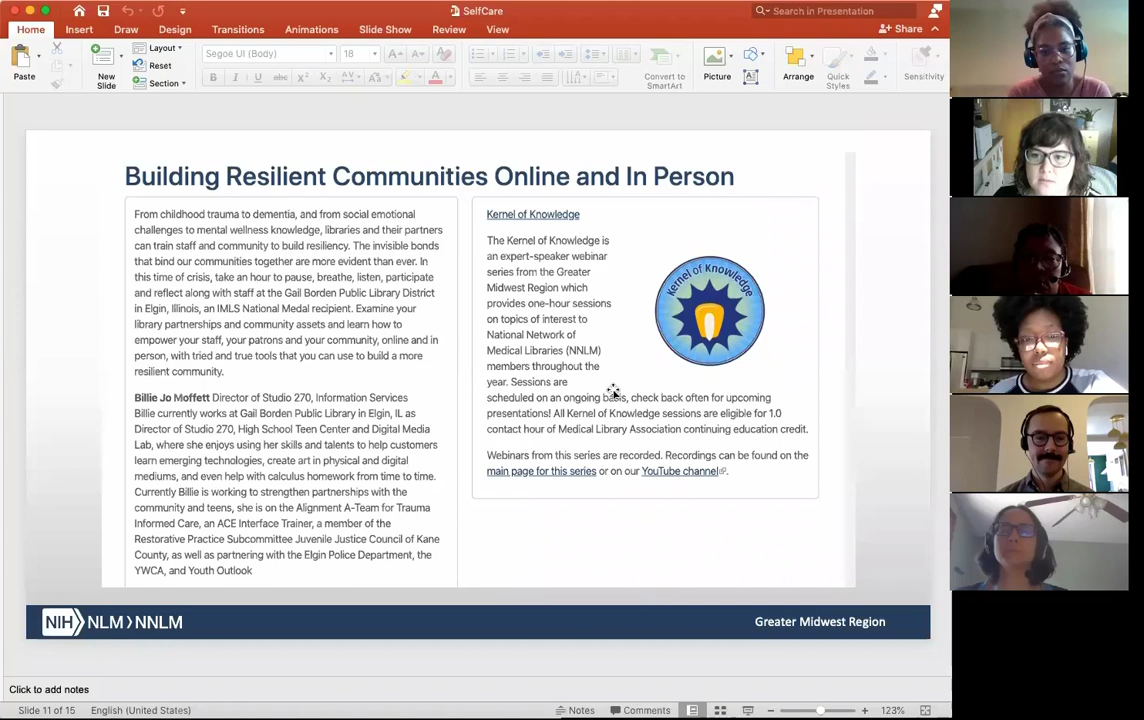 SelfCare
Search in Presentation
Home
Insert
Draw
Design
Transitions
Animations
Slide Show
Review
View
Share
Paste
New
Slide
Layout
Reset
Section
Segoe UI (Body)
18
B I U abc X² X₂ AV Aa A
Convert to
SmartArt
Picture
Arrange
Quick
Styles
Sensitivity
Building Resilient Communities Online and In Person
From childhood trauma to dementia, and from social emotional
challenges to mental wellness knowledge, libraries and their partners
can train staff and community to build resiliency. The invisible bonds
that bind our communities together are more evident than ever. In
this time of crisis, take an hour to pause, breathe, listen, participate
and reflect along with staff at the Gail Borden Public Library District
in Elgin, Illinois, an IMLS National Medal recipient. Examine your
library partnerships and community assets and learn how to
empower your staff, your patrons and your community, online and in
person, with tried and true tools that you can use to build a more
resilient community.
Billie Jo Moffett Director of Studio 270, Information Services
Billie currently works at Gail Borden Public Library in Elgin, IL as
Director of Studio 270, High School Teen Center and Digital Media
Lab, where she enjoys using her skills and talents to help customers
learn emerging technologies, create art in physical and digital
mediums, and even help with calculus homework from time to time.
Currently Billie is working to strengthen partnerships with the
community and teens, she is on the Alignment A-Team for Trauma
Informed Care, an ACE Interface Trainer, a member of the
Restorative Practice Subcommittee Juvenile Justice Council of Kane
County, as well as partnering with the Elgin Police Department, the
YWCA, and Youth Outlook
Kernel of Knowledge
The Kernel of Knowledge is
an expert-speaker webinar
series from the Greater
Midwest Region which
provides one-hour sessions
on topics of interest to
National Network of
Medical Libraries (NNLM)
members throughout the
year. Sessions are
scheduled on an ongoing basis, check back often for upcoming
presentations! All Kernel of Knowledge sessions are eligible for 1.0
contact hour of Medical Library Association continuing education credit.
Webinars from this series are recorded. Recordings can be found on the
main page for this series or on our YouTube channel.
Kernel of Knowledge
NIH NLM NNLM
Greater Midwest Region
Click to add notes
Slide 11 of 15
English (United States)
Notes
Comments
123%